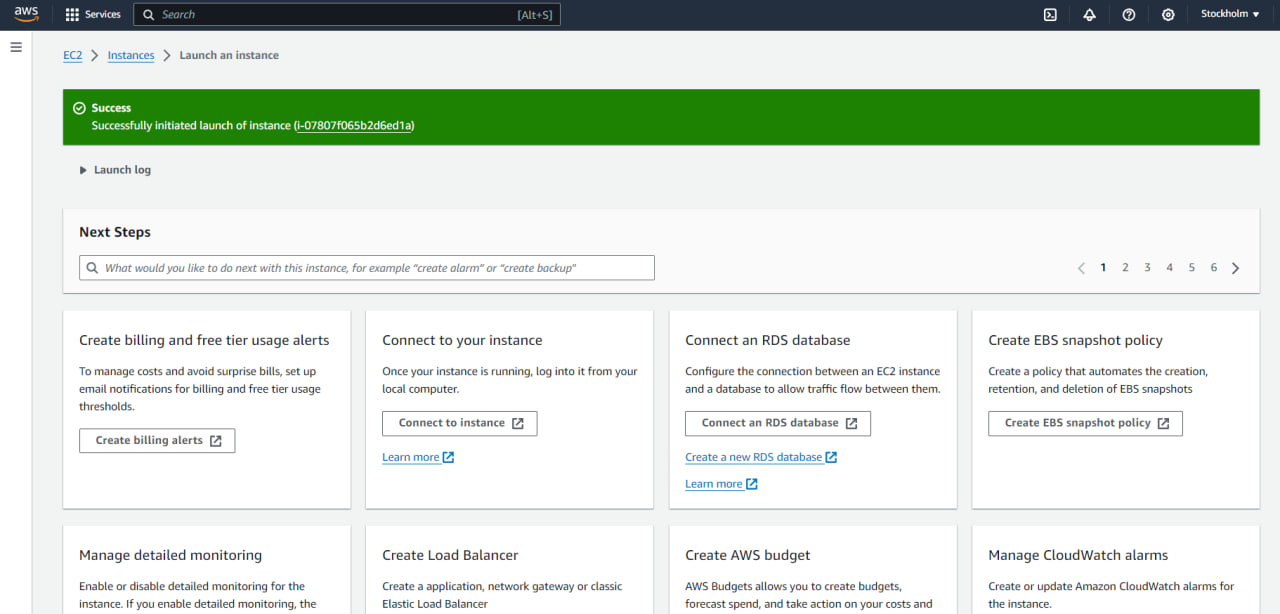 aws
Services
Search
[Alt+S]
Stockholm
EC2
Instances
Launch an instance
Success
Successfully initiated launch of instance (i-07807f065b2d6ed1a)
Launch log
Next Steps
What would you like to do next with this instance, for example “create alarm” or “create backup”
1 2 3 4 5 6
Create billing and free tier usage alerts
To manage costs and avoid surprise bills, set up
email notifications for billing and free tier usage
thresholds.
Create billing alerts
Connect to your instance
Once your instance is running, log into it from your
local computer.
Connect to instance
Learn more
Connect an RDS database
Configure the connection between an EC2 instance
and a database to allow traffic flow between them.
Connect an RDS database
Create a new RDS database
Learn more
Create EBS snapshot policy
Create a policy that automates the creation,
retention, and deletion of EBS snapshots
Create EBS snapshot policy
Manage detailed monitoring
Enable or disable detailed monitoring for the
instance. If you enable detailed monitoring, the
Create Load Balancer
Create a application, network gateway or classic
Elastic Load Balancer
Create AWS budget
AWS Budgets allows you to create budgets,
forecast spend, and take action on your costs and
Manage CloudWatch alarms
Create or update Amazon CloudWatch alarms for
the instance.